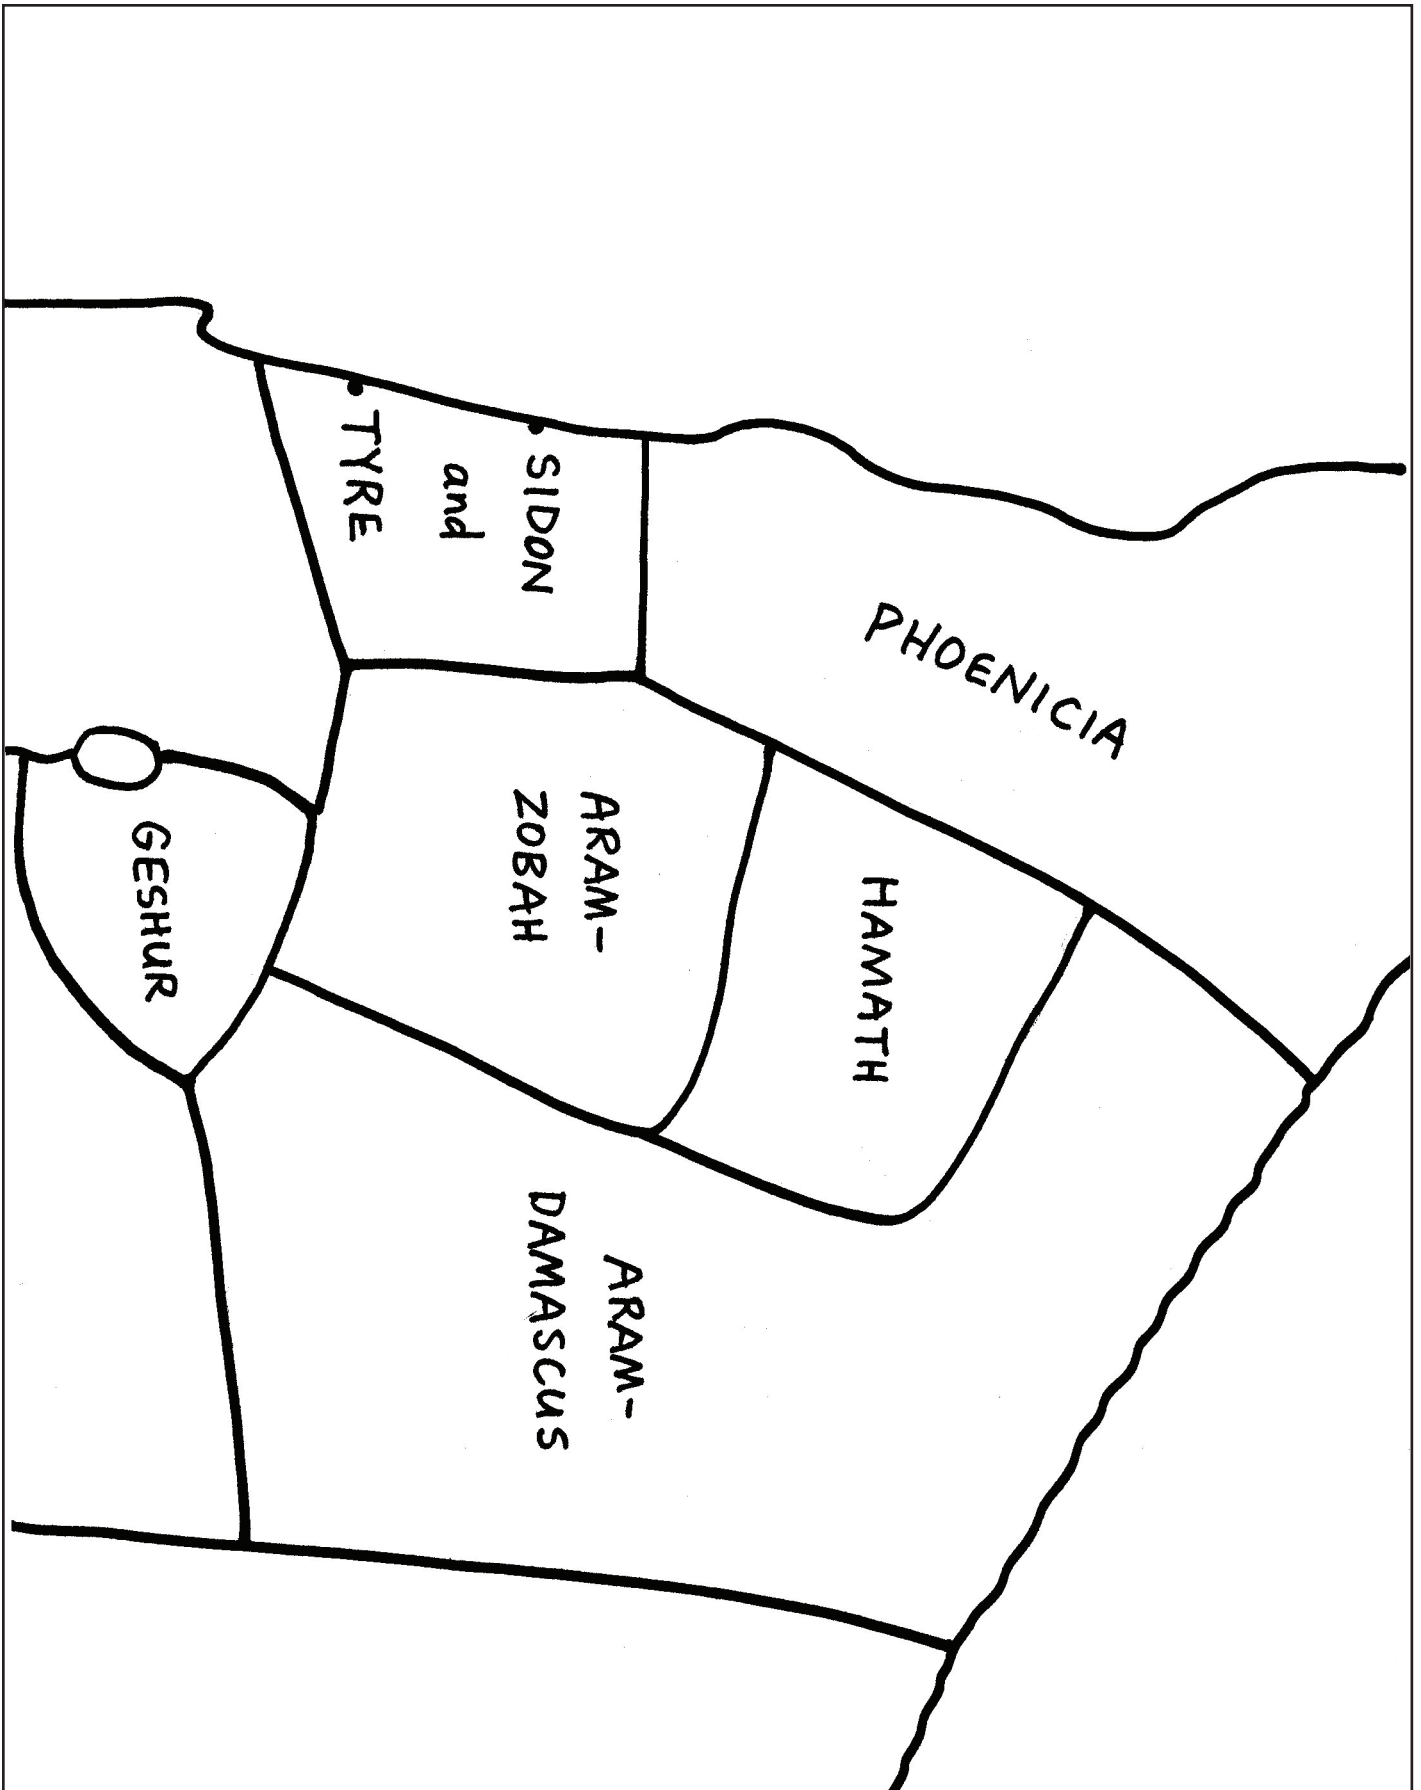 PHOENICIA
HAMATH
SIDON
and
TYRE
ARAM-
ZOBAH
ARAM-
DAMASCUS
GESHUR